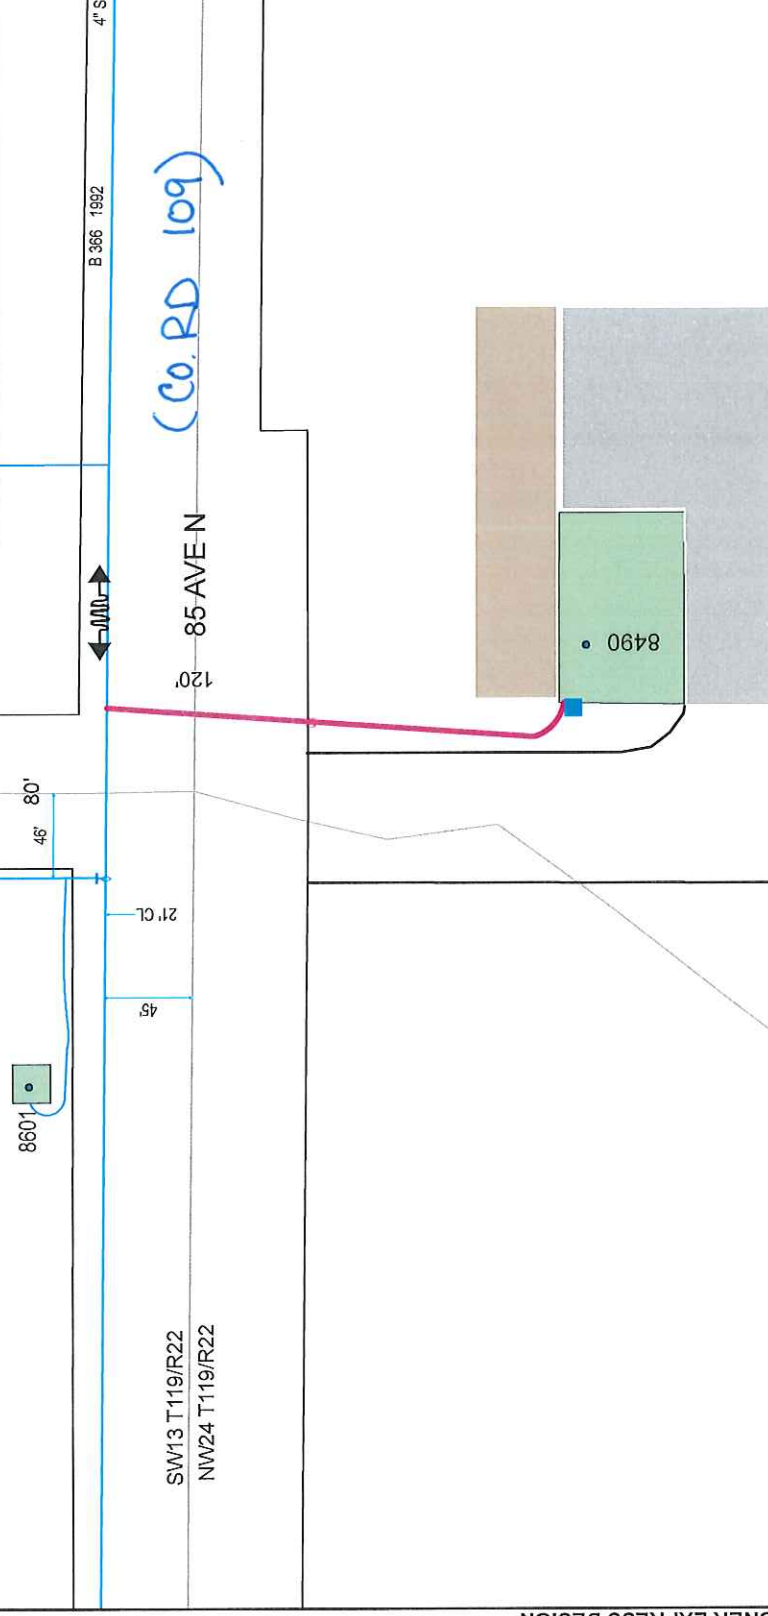 4" S
B 366 1992
(CO. RD 109)
85 AVE N
120'
8490
80'
46'
21' CL
45'
8601
SW13 T119/R22
NW24 T119/R22